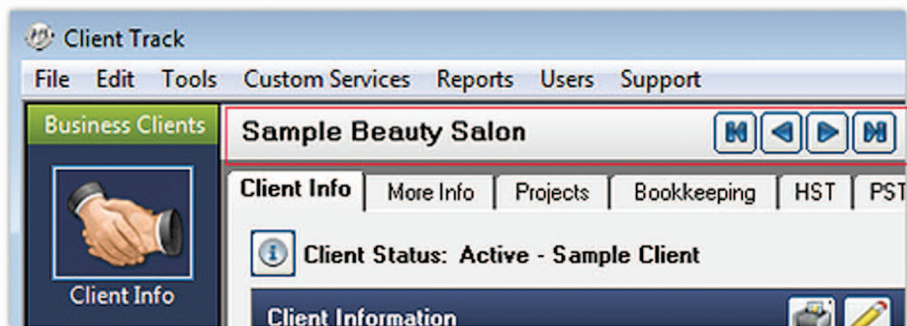 Client Track
File Edit Tools Custom Services Reports Users Support
Business Clients
Sample Beauty Salon
Client Info More Info Projects Bookkeeping HST PST
Client Status: Active - Sample Client
Client Info
Client Information